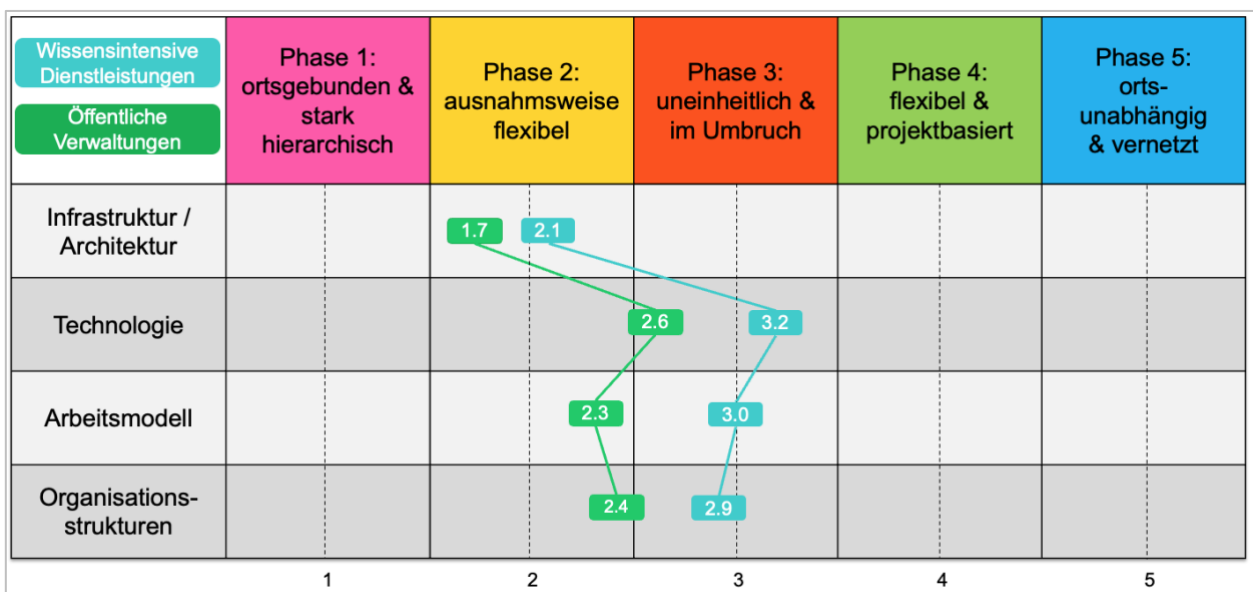 Wissensintensive
Dienstleistungen
Öffentliche
Verwaltungen
Phase 1:
ortsgebunden &
stark
hierarchisch
Phase 2:
ausnahmsweise
flexibel
Phase 3:
uneinheitlich &
im Umbruch
Phase 4:
flexibel &
projektbasiert
Phase 5:
orts-
unabhängig
& vernetzt
Infrastruktur /
Architektur
1.7
2.1
Technologie
2.6
3.2
Arbeitsmodell
2.3
3.0
Organisations-
strukturen
2.4
2.9
1
2
3
4
5